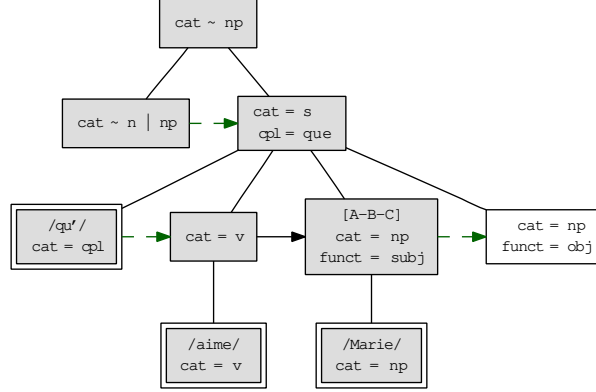 cat ~ np
cat ~ n | np
cat = s
cpl = que
/qu’/
cat = cpl
cat = v
[A-B-C]
cat = np
funct = subj
cat = np
funct = obj
/aime/
cat = v
/Marie/
cat = np